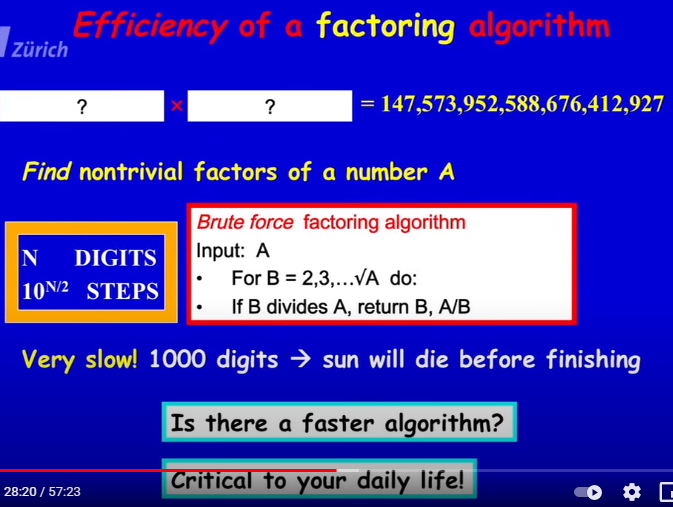 Efficiency of a factoring algorithm
Zürich
? × ? = 147,573,952,588,676,412,927
Find nontrivial factors of a number A
N DIGITS
10^N/2 STEPS
Brute force factoring algorithm
Input: A
• For B = 2,3,…√A do:
• If B divides A, return B, A/B
Very slow! 1000 digits → sun will die before finishing
Is there a faster algorithm?
Critical to your daily life!
28:20 / 57:23